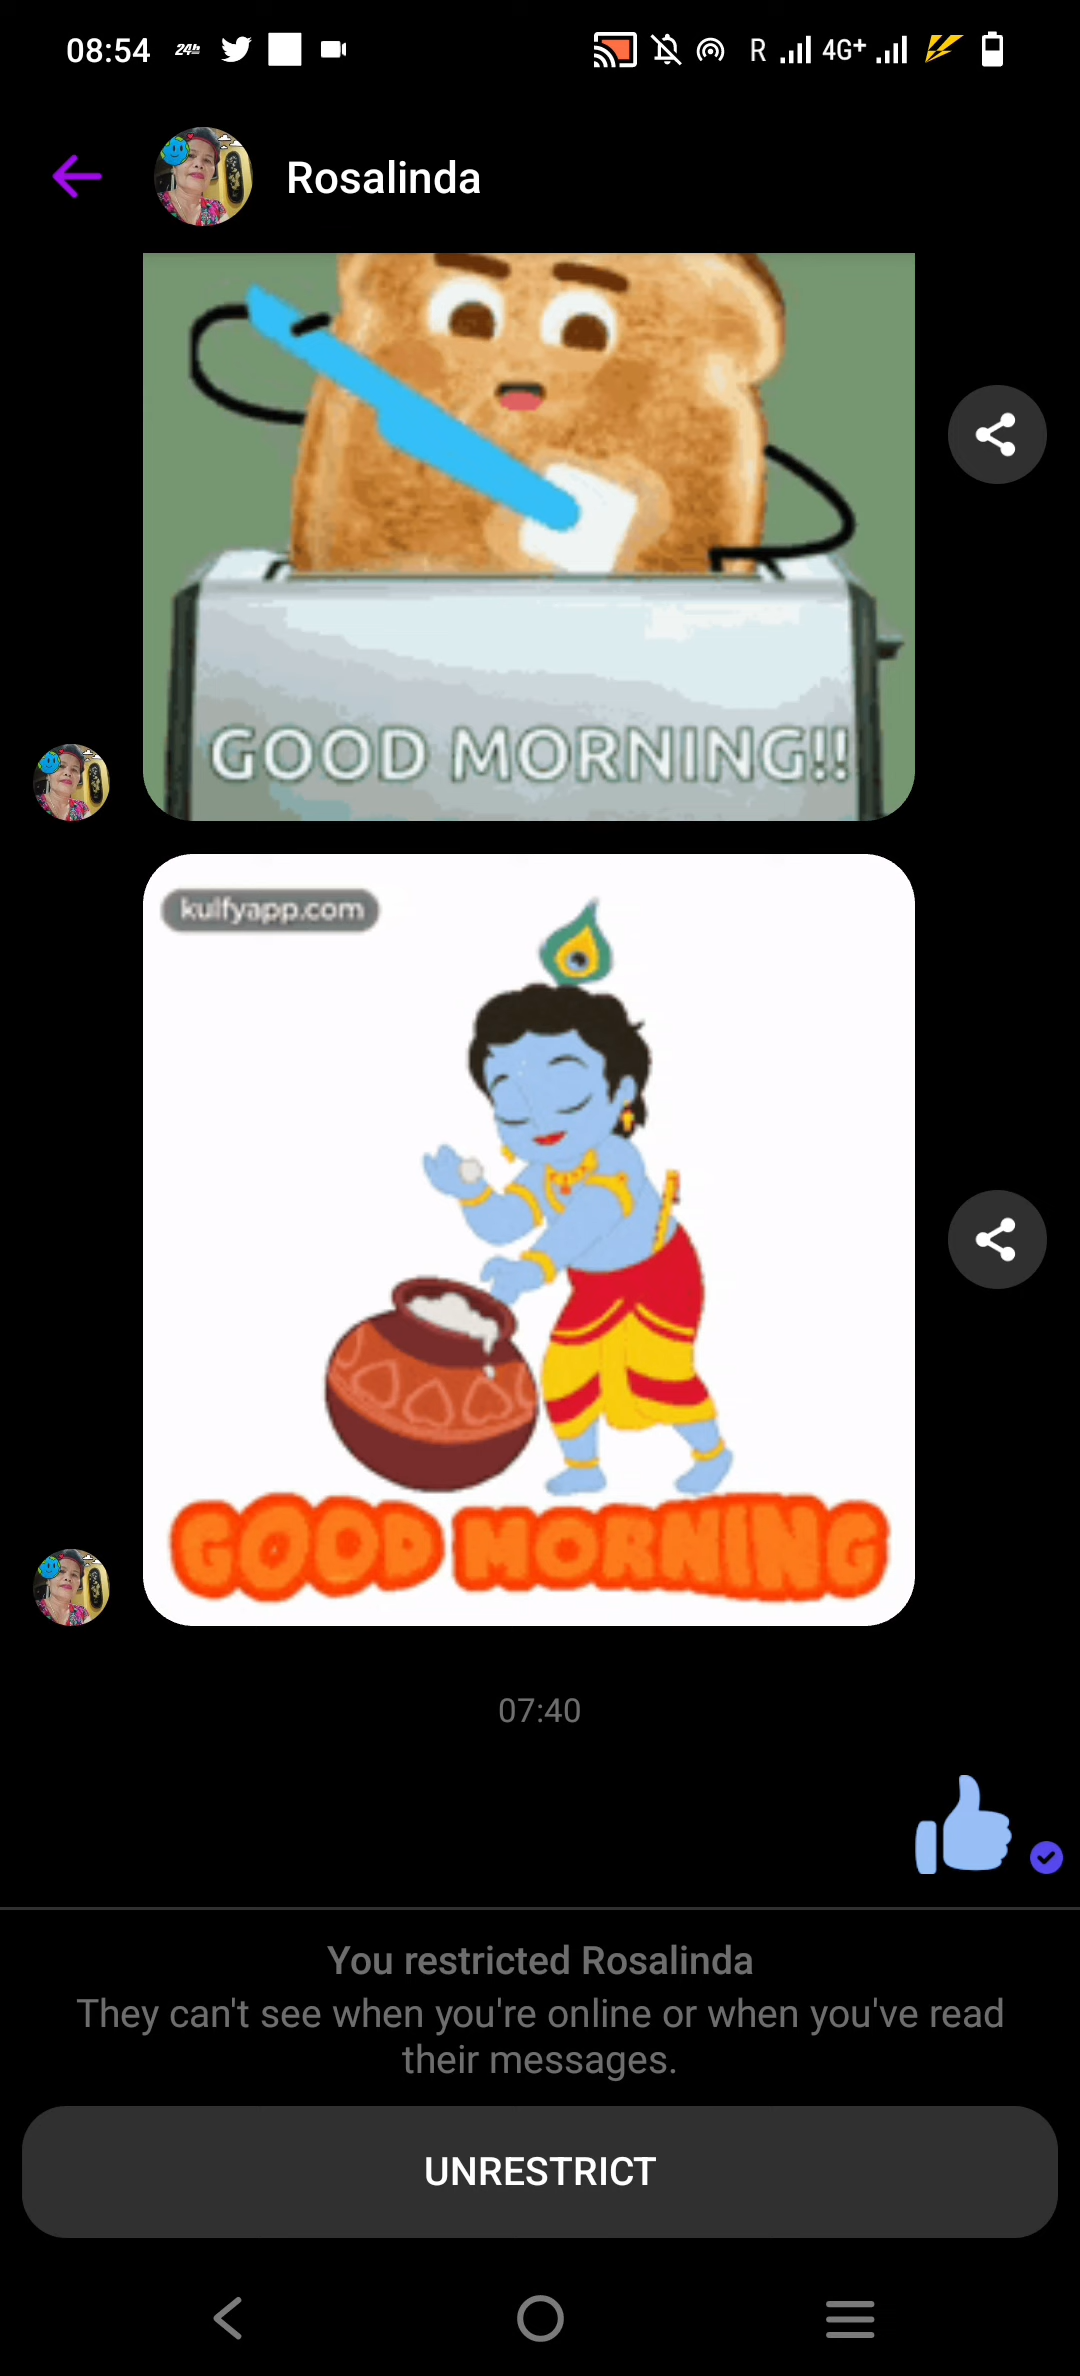 08:54 24h R 4G+
Rosalinda
GOOD MORNING!!
kulfyapp.com
GOOD MORNING
07:40
You restricted Rosalinda
They can't see when you're online or when you've read
their messages.
UNRESTRICT